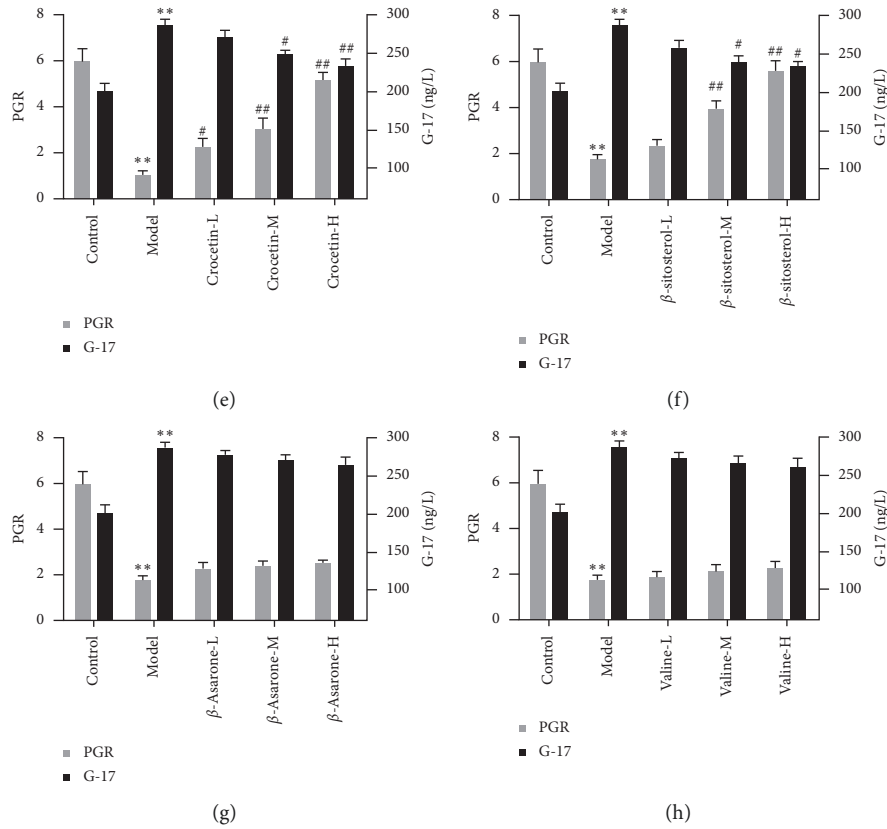 8
6
4
2
0
PGR
300
250
200
150
100
G-17 (ng/L)
**
**
#
##
#
##
##
Control
Model
Crocetin-L
Crocetin-M
Crocetin-H
PGR
G-17
(e)
8
6
4
2
0
PGR
300
250
200
150
100
G-17 (ng/L)
**
**
##
#
##
#
Control
Model
β-sitosterol-L
β-sitosterol-M
β-sitosterol-H
PGR
G-17
(f)
8
6
4
2
0
PGR
300
250
200
150
100
G-17 (ng/L)
**
**
Control
Model
β-Asarone-L
β-Asarone-M
β-Asarone-H
PGR
G-17
(g)
8
6
4
2
0
PGR
300
250
200
150
100
G-17 (ng/L)
**
**
Control
Model
Valine-L
Valine-M
Valine-H
PGR
G-17
(h)